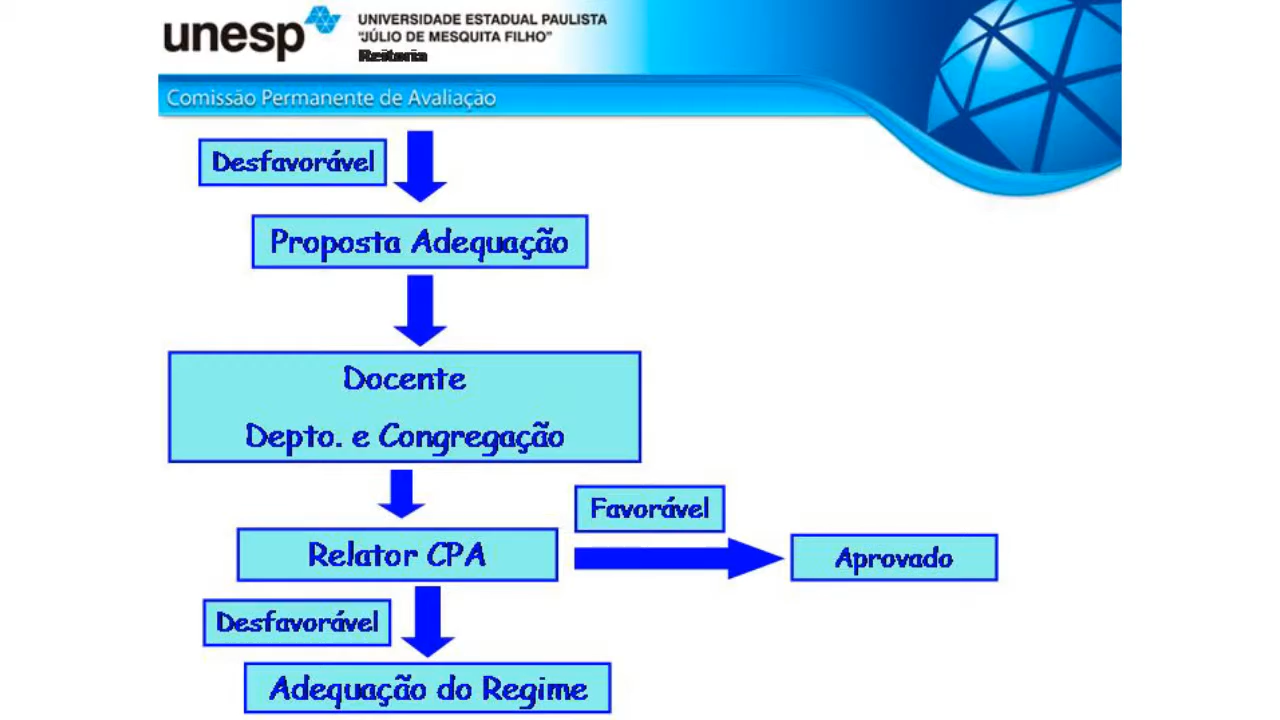 unesp
UNIVERSIDADE ESTADUAL PAULISTA
"JÚLIO DE MESQUITA FILHO"
Reitoria
Comissão Permanente de Avaliação
Desfavorável
Proposta Adequação
Docente
Depto. e Congregação
Favorável
Relator CPA
Aprovado
Desfavorável
Adequação do Regime